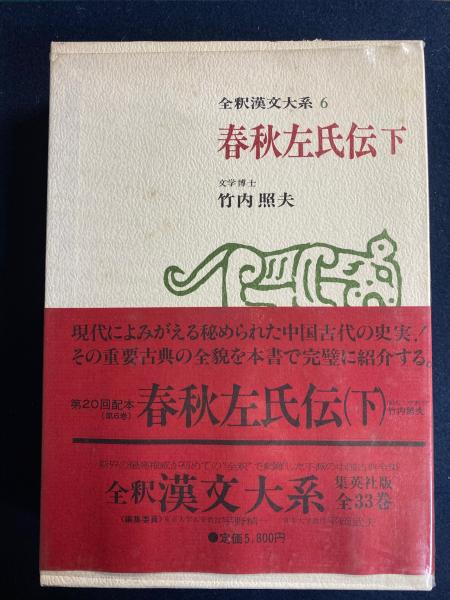 全釈漢文大系 6
春秋左氏伝 下
文学博士
竹内照夫
現代によみがえる秘められた中国古代の史実!
その重要古典の全貌を本書で完璧に紹介する。
第20回配本
(第6巻)
春秋左氏伝(下)
竹内照夫
全釈 漢文大系
集英社版
全33巻
〈編集委員〉
●定価5,800円